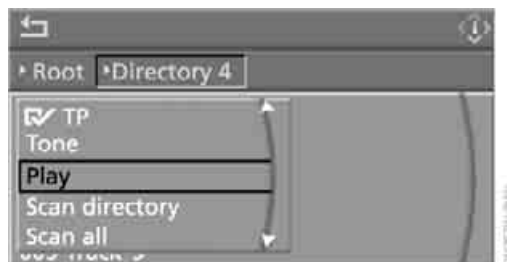 Root Directory 4
TP
Tone
Play
Scan directory
Scan all